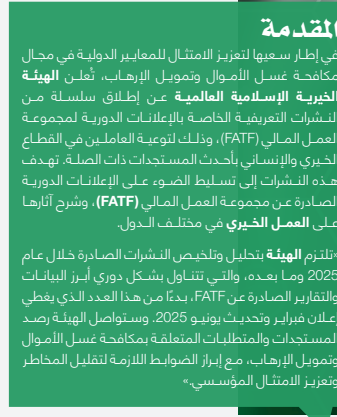 المقدمة
في إطار سعيها لتعزيز الامتثال للمعايير الدولية في مجال
مكافحة غسل الأموال وتمويل الإرهاب، تُعلن الهيئة
الخيرية الإسلامية العالمية عن إطلاق سلسلة من
النشرات التعريفية الخاصة بالإعلانات الدورية لمجموعة
العمل المالي (FATF)، وذلك لتوعية العاملين في القطاع
الخيري والإنساني بأحدث المستجدات ذات الصلة. تهدف
هذه النشرات إلى تسليط الضوء على الإعلانات الدورية
الصادرة عن مجموعة العمل المالي (FATF)، وشرح آثارها
على العمل الخيري في مختلف الدول.
«تلتزم الهيئة بتحليل وتلخيص النشرات الصادرة خلال عام
2025 وما بعده، والتي تتناول بشكل دوري أبرز البيانات
والتقارير الصادرة عن FATF، بدءًا من هذا العدد الذي يغطي
إعلان فبراير وتحديث يونيو 2025. وستواصل الهيئة رصد
المستجدات والمتطلبات المتعلقة بمكافحة غسل الأموال
وتمويل الإرهاب، مع إبراز الضوابط اللازمة لتقليل المخاطر
وتعزيز الامتثال المؤسسي.»